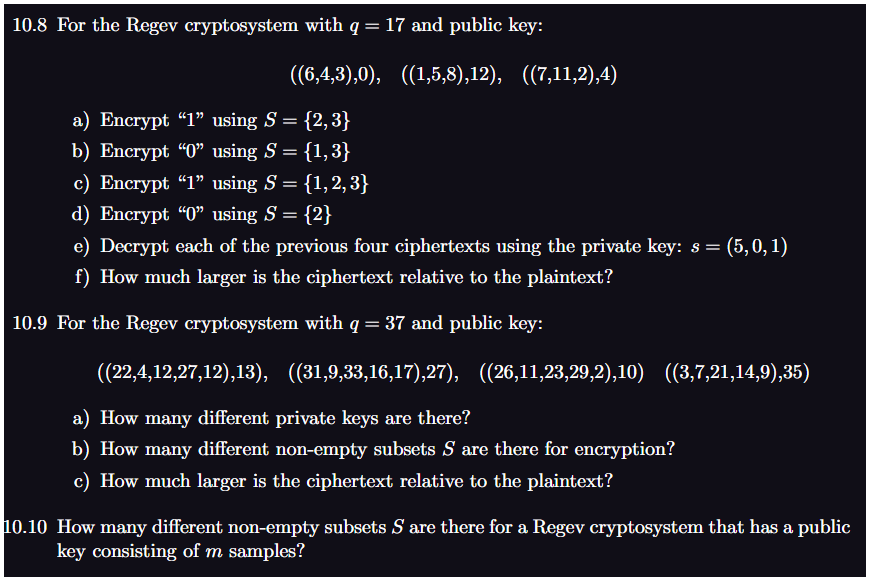 10.8 For the Regev cryptosystem with q = 17 and public key:
((6,4,3),0), ((1,5,8),12), ((7,11,2),4)
a) Encrypt “1” using S = {2,3}
b) Encrypt “0” using S = {1,3}
c) Encrypt “1” using S = {1,2,3}
d) Encrypt “0” using S = {2}
e) Decrypt each of the previous four ciphertexts using the private key: s = (5,0,1)
f) How much larger is the ciphertext relative to the plaintext?
10.9 For the Regev cryptosystem with q = 37 and public key:
((22,4,12,27,12),13), ((31,9,33,16,17),27), ((26,11,23,29,2),10) ((3,7,21,14,9),35)
a) How many different private keys are there?
b) How many different non-empty subsets S are there for encryption?
c) How much larger is the ciphertext relative to the plaintext?
10.10 How many different non-empty subsets S are there for a Regev cryptosystem that has a public
key consisting of m samples?